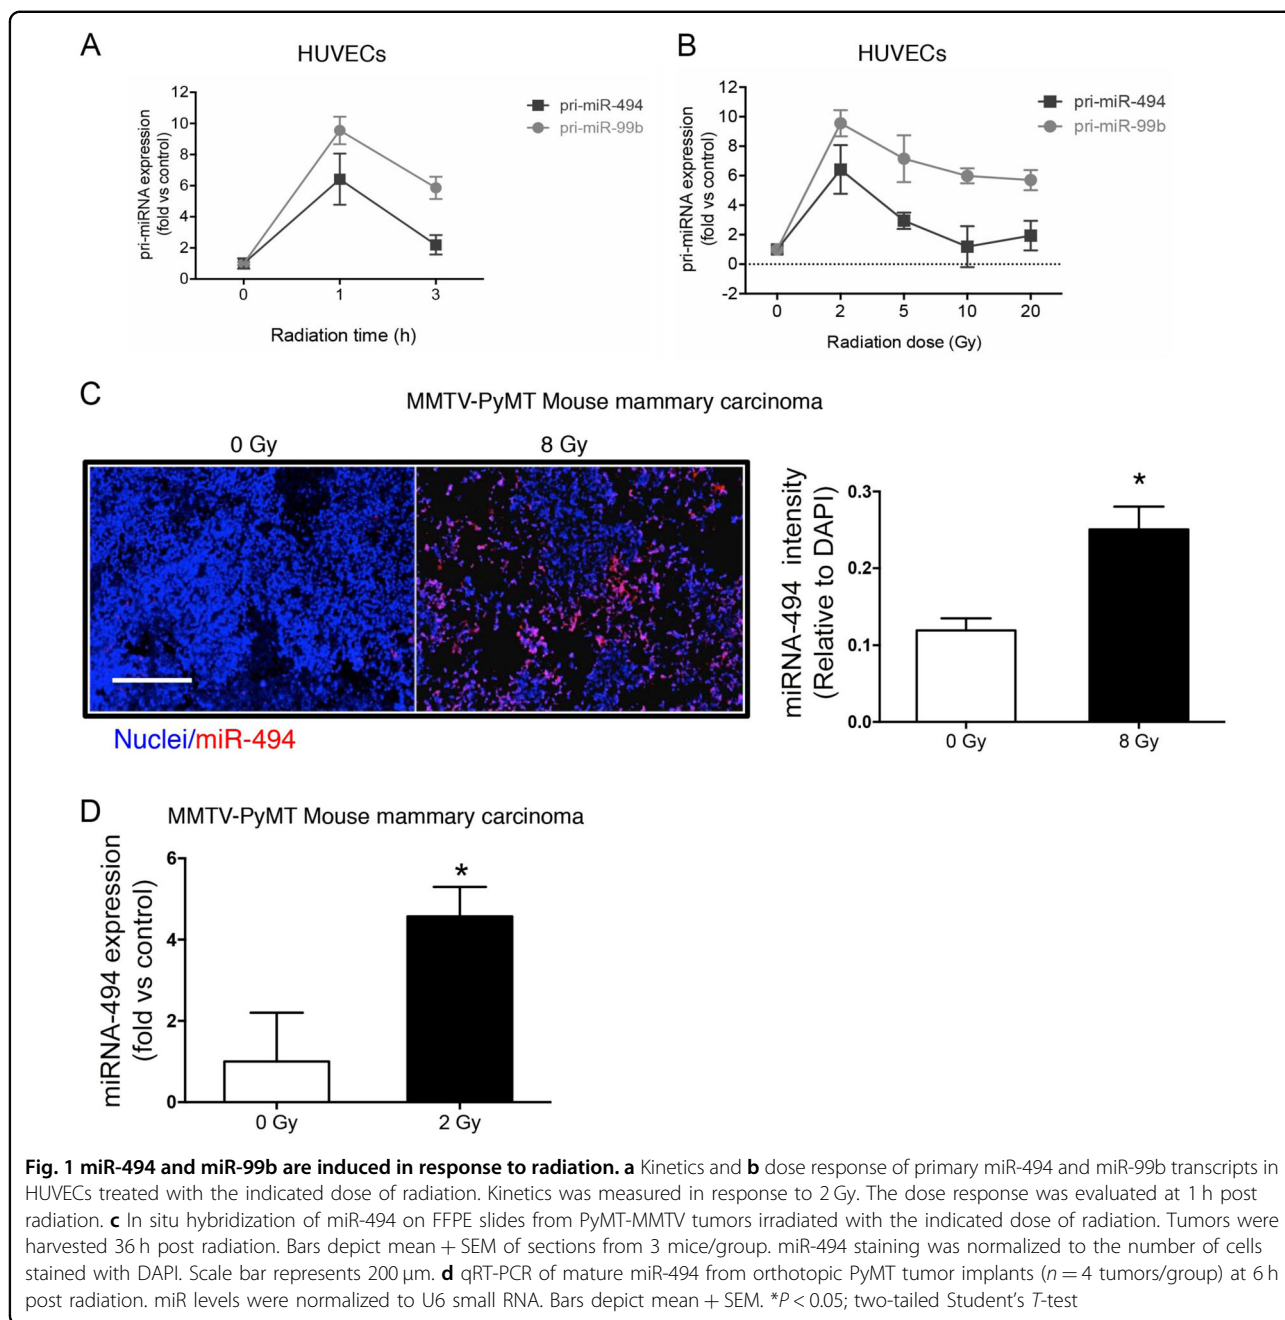 A
HUVECs
pri-miRNA expression
(fold vs control)
12
10
8
6
4
2
0
0 1 3
Radiation time (h)
pri-miR-494
pri-miR-99b
B
HUVECs
pri-miRNA expression
(fold vs control)
12
10
8
6
4
2
0
-2
0 2 5 10 20
Radiation dose (Gy)
pri-miR-494
pri-miR-99b
C
MMTV-PyMT Mouse mammary carcinoma
0 Gy 8 Gy
Nuclei/miR-494
miRNA-494 intensity
(Relative to DAPI)
0.3
0.2
0.1
0.0
*
0 Gy 8 Gy
D
MMTV-PyMT Mouse mammary carcinoma
miRNA-494 expression
(fold vs control)
6
4
2
0
*
0 Gy 2 Gy
Fig. 1 miR-494 and miR-99b are induced in response to radiation. a Kinetics and b dose response of primary miR-494 and miR-99b transcripts in
HUVECs treated with the indicated dose of radiation. Kinetics was measured in response to 2 Gy. The dose response was evaluated at 1 h post
radiation. c In situ hybridization of miR-494 on FFPE slides from PyMT-MMTV tumors irradiated with the indicated dose of radiation. Tumors were
harvested 36 h post radiation. Bars depict mean + SEM of sections from 3 mice/group. miR-494 staining was normalized to the number of cells
stained with DAPI. Scale bar represents 200 µm. d qRT-PCR of mature miR-494 from orthotopic PyMT tumor implants (n = 4 tumors/group) at 6 h
post radiation. miR levels were normalized to U6 small RNA. Bars depict mean + SEM. *P < 0.05; two-tailed Student's T-test